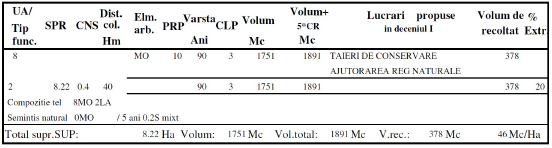 UA/ Tip func. SPR CNS Dist. col. Hm Elm. arb. PRP Varsta Ani CLP Volum Mc Volum+ 5*CR Mc Lucrari propuse in deceniul I Volum de recoltat % Extr.
8 MO 10 90 3 1751 1891 TAIERI DE CONSERVARE 378
AJUTORAREA REG NATURALE
2 8.22 0.4 40 90 3 1751 1891 378 20
Compozitie tel 8MO 2LA
Semintis natural 0MO / 5 ani 0.2S mixt
Total supr.SUP: 8.22 Ha Volum: 1751 Mc Vol.total: 1891 Mc V.rec.: 378 Mc 46 Mc/Ha